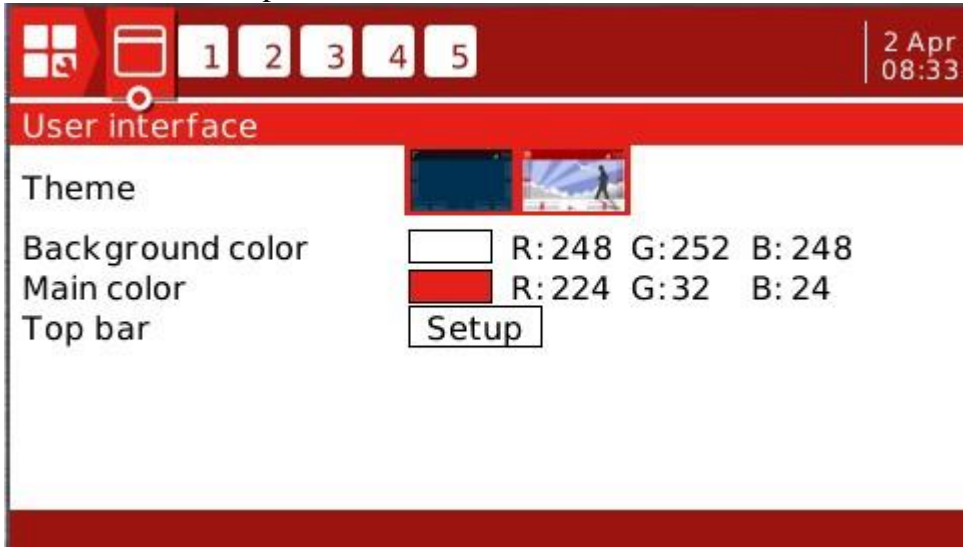 1 2 3 4 5
2 Apr
08:33
User interface
Theme
Background color R: 248 G: 252 B: 248
Main color R: 224 G: 32 B: 24
Top bar Setup